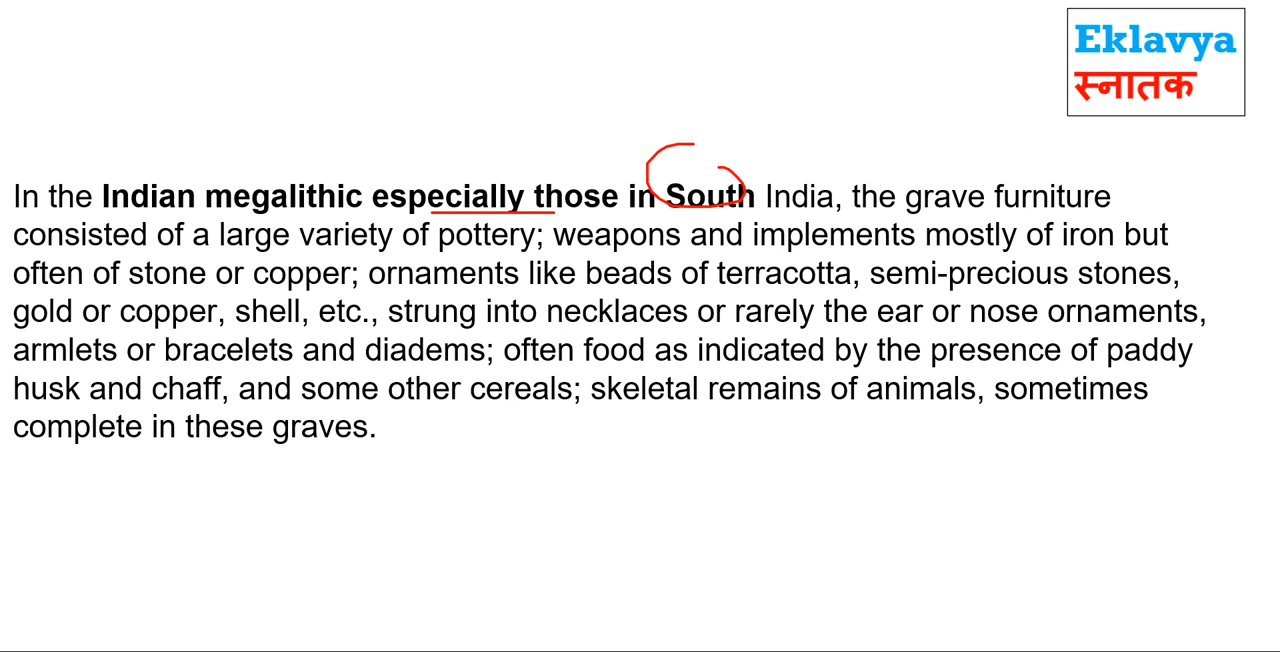 Eklavya
स्नातक
In the Indian megalithic especially those in South India, the grave furniture
consisted of a large variety of pottery; weapons and implements mostly of iron but
often of stone or copper; ornaments like beads of terracotta, semi-precious stones,
gold or copper, shell, etc., strung into necklaces or rarely the ear or nose ornaments,
armlets or bracelets and diadems; often food as indicated by the presence of paddy
husk and chaff, and some other cereals; skeletal remains of animals, sometimes
complete in these graves.